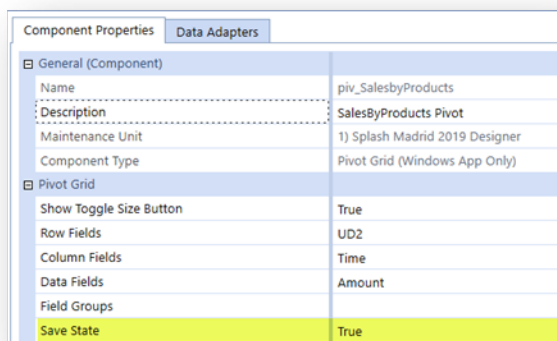 Component Properties Data Adapters
General (Component)
Name piv_SalesbyProducts
Description SalesByProducts Pivot
Maintenance Unit 1) Splash Madrid 2019 Designer
Component Type Pivot Grid (Windows App Only)
Pivot Grid
Show Toggle Size Button True
Row Fields UD2
Column Fields Time
Data Fields Amount
Field Groups
Save State True